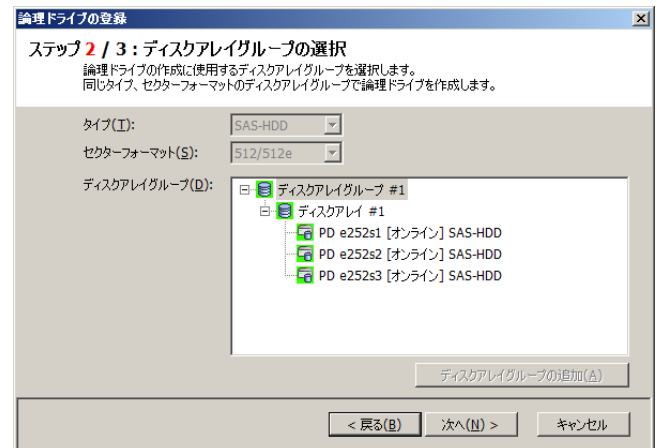 論理ドライブの登録
ステップ 2 / 3 : ディスクアレイグループの選択
論理ドライブの作成に使用するディスクアレイグループを選択します。
同じタイプ、セクターフォーマットのディスクアレイグループで論理ドライブを作成します。
タイプ(T): SAS-HDD
セクターフォーマット(S): 512/512e
ディスクアレイグループ(D):
ディスクアレイグループ #1
ディスクアレイ #1
PD e252s1 [オンライン] SAS-HDD
PD e252s2 [オンライン] SAS-HDD
PD e252s3 [オンライン] SAS-HDD
ディスクアレイグループの追加(A)
< 戻る(B) 次へ(N) > キャンセル